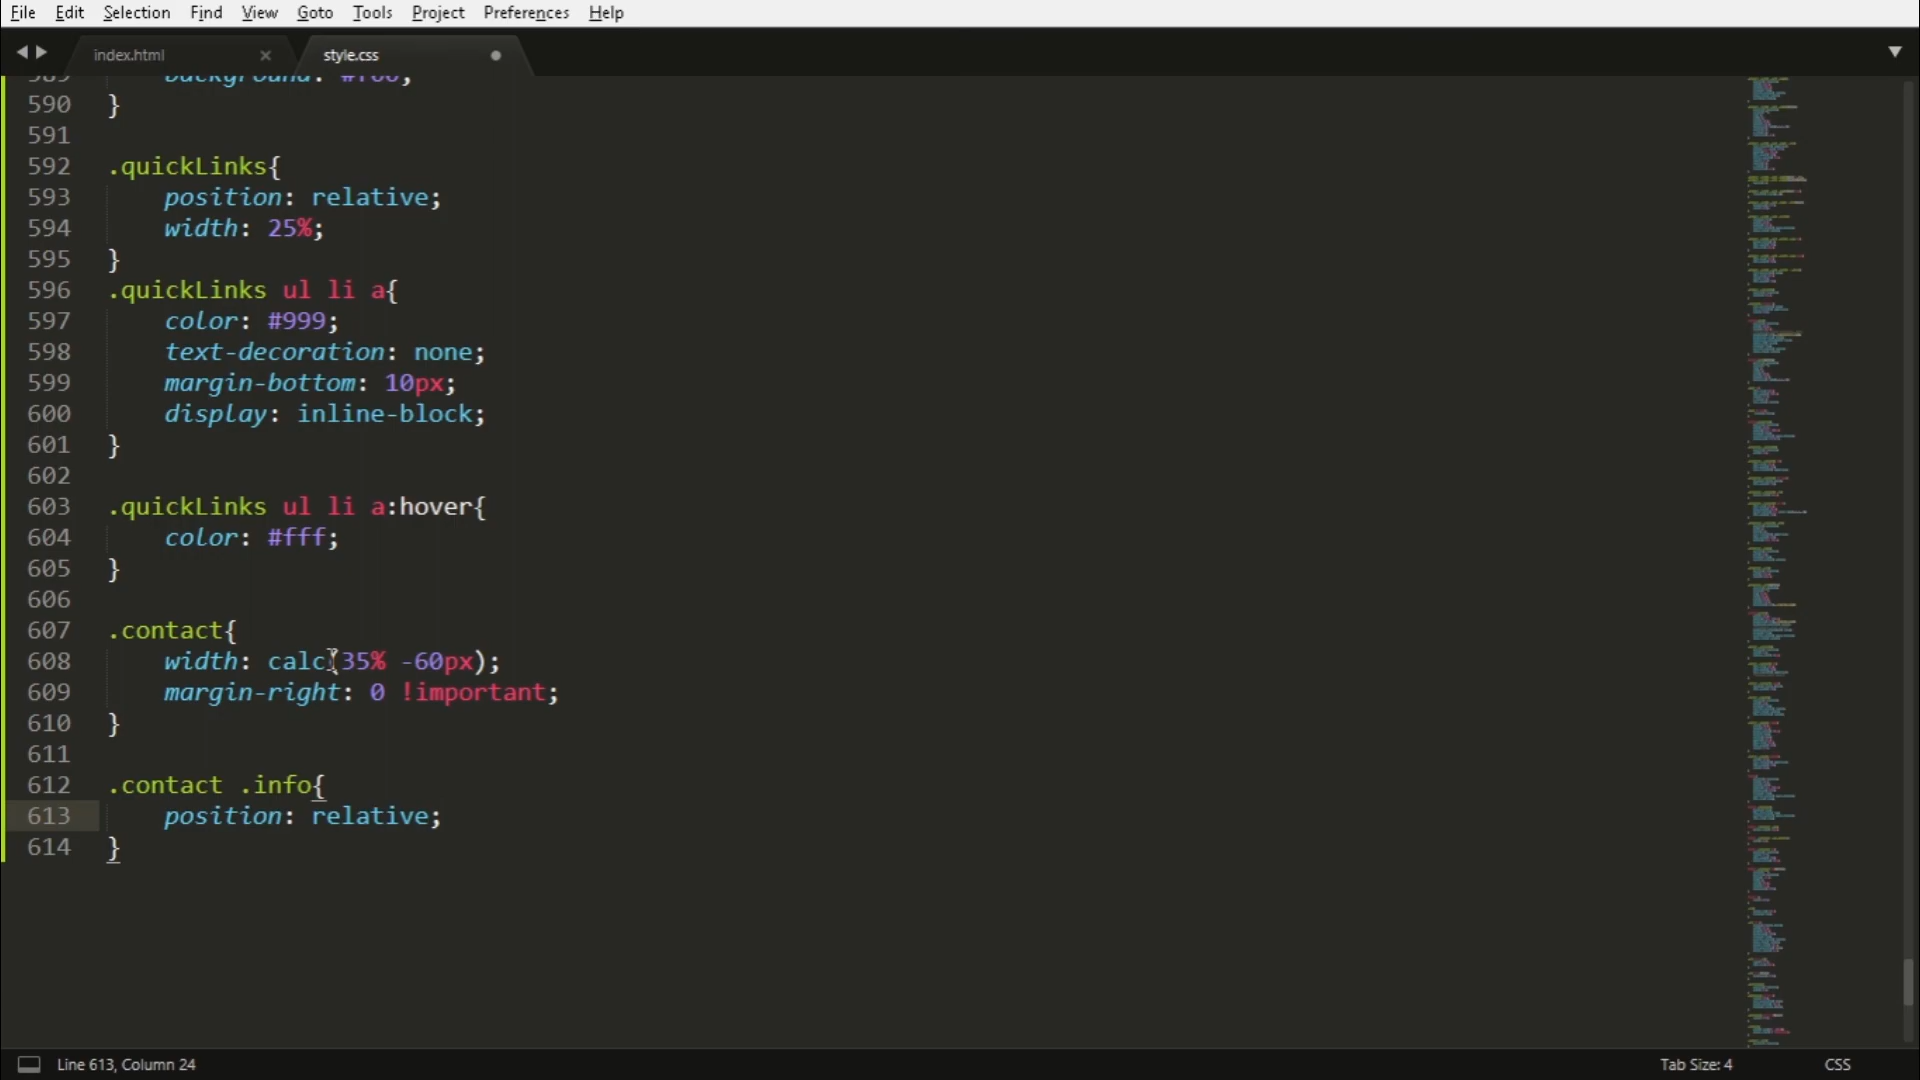 File Edit Selection Find View Goto Tools Project Preferences Help
index.html style.css
590 }
591
592 .quickLinks{
593 position: relative;
594 width: 25%;
595 }
596 .quickLinks ul li a{
597 color: #999;
598 text-decoration: none;
599 margin-bottom: 10px;
600 display: inline-block;
601 }
602
603 .quickLinks ul li a:hover{
604 color: #fff;
605 }
606
607 .contact{
608 width: calc(35% -60px);
609 margin-right: 0 !important;
610 }
611
612 .contact .info{
613 position: relative;
614 }
Line 613, Column 24 Tab Size: 4 CSS